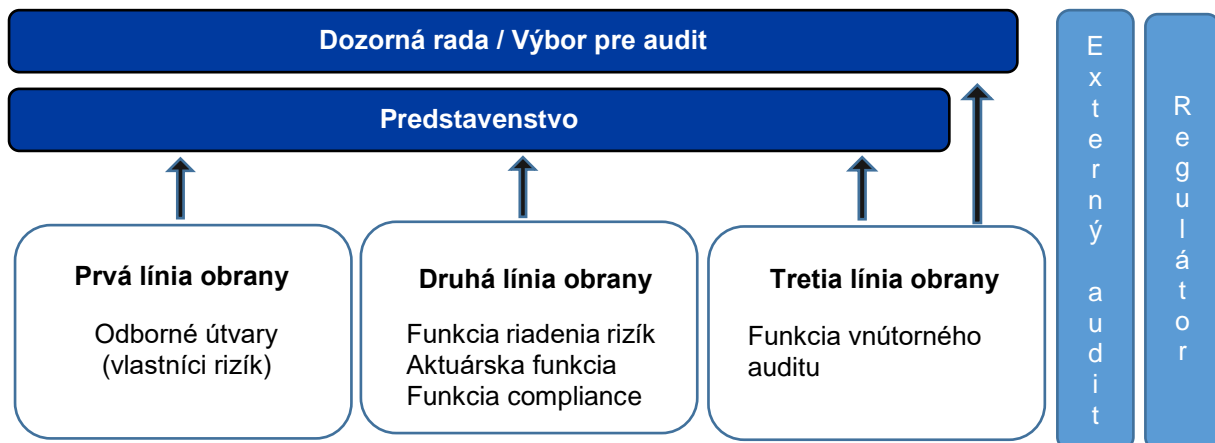 Dozorná rada / Výbor pre audit
Predstavenstvo
Prvá línia obrany
Odborné útvary
(vlastníci rizík)
Druhá línia obrany
Funkcia riadenia rizík
Aktuárska funkcia
Funkcia compliance
Tretia línia obrany
Funkcia vnútorného
auditu
Externý audit
Regulátor